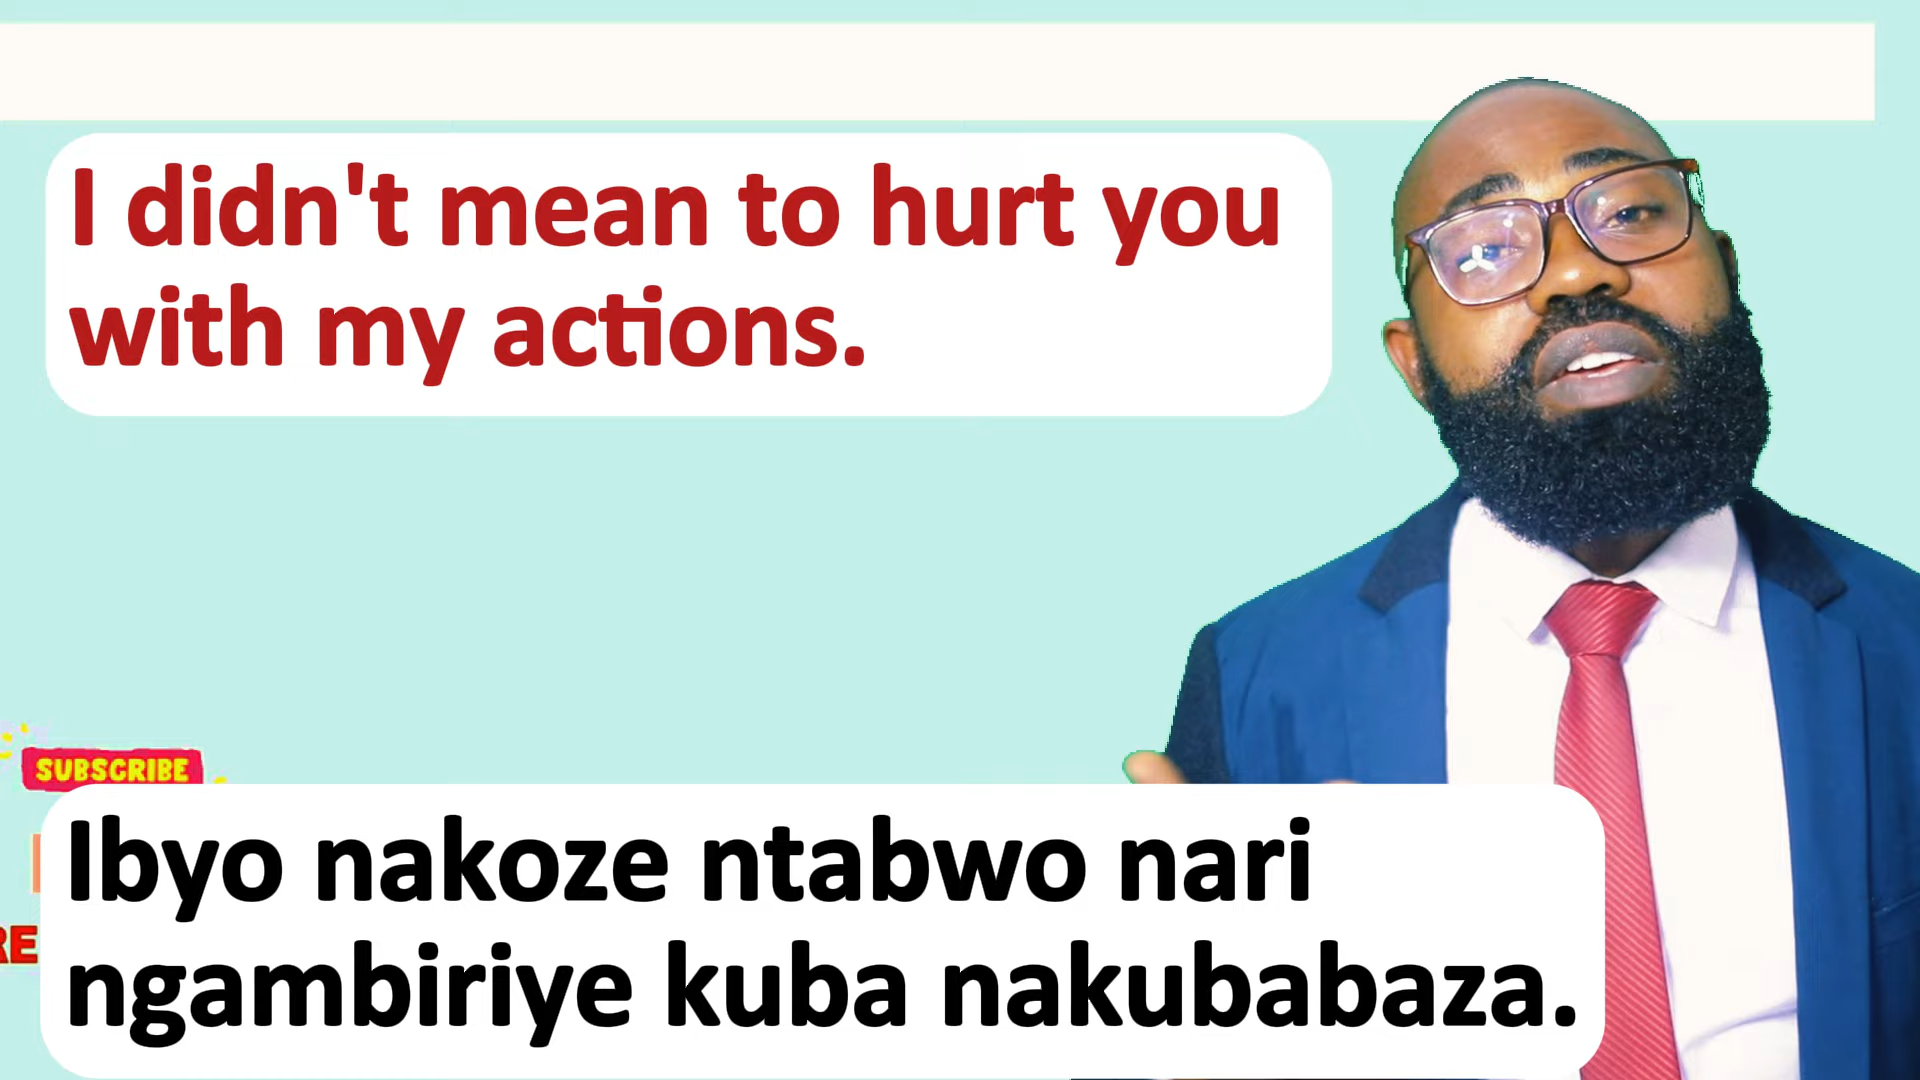 I didn't mean to hurt you
with my actions.
SUBSCRIBE
Ibyo nakoze ntabwo nari
ngambiriye kuba nakubabaza.